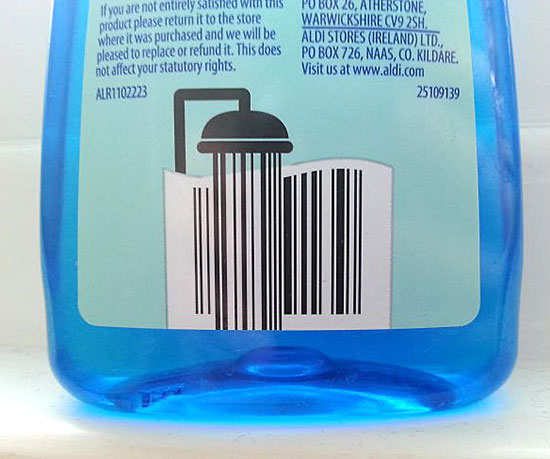 If you are not entirely satisfied with this
product please return it to the store
where it was purchased and we will be
pleased to replace or refund it. This does
not affect your statutory rights.
ALR1102223
PO BOX 26, ATHERSTONE,
WARWICKSHIRE CV9 2SH.
ALDI STORES (IRELAND) LTD.,
PO BOX 726, NAAS, CO. KILDARE.
Visit us at www.aldi.com
25109139